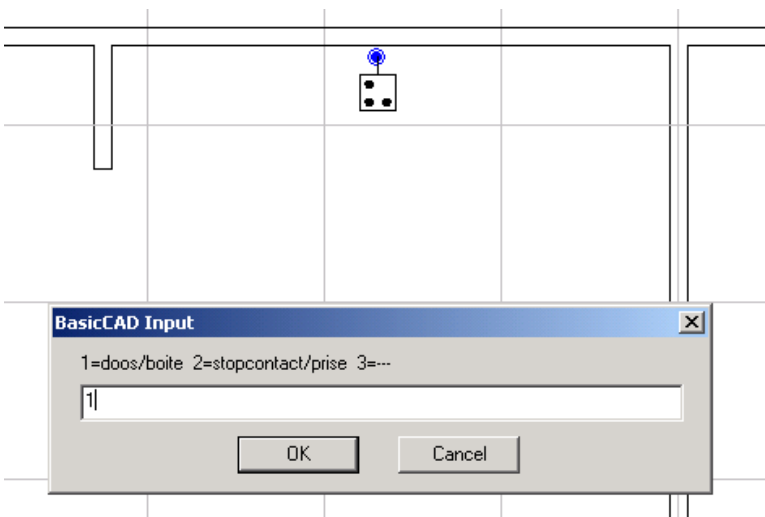 BasicCAD Input
1=doos/boite 2=stopcontact/prise 3=---
1
OK Cancel